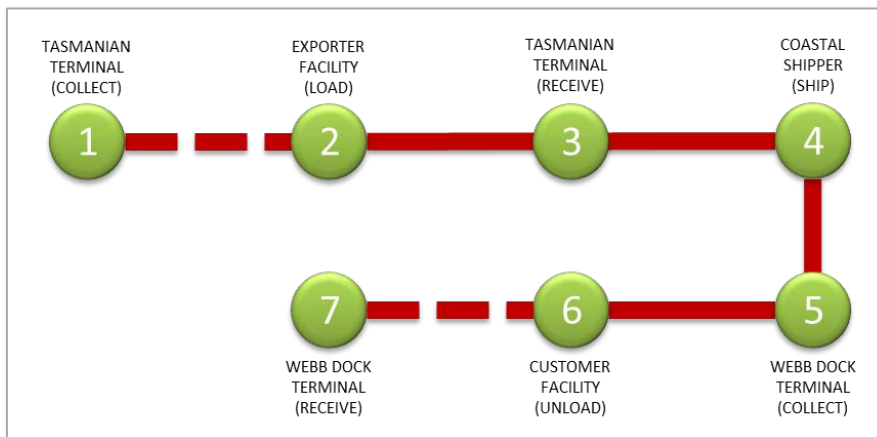 TASMANIAN
TERMINAL
(COLLECT)
EXPORTER
FACILITY
(LOAD)
TASMANIAN
TERMINAL
(RECEIVE)
COASTAL
SHIPPER
(SHIP)
1
2
3
4
7
6
5
WEBB DOCK
TERMINAL
(RECEIVE)
CUSTOMER
FACILITY
(UNLOAD)
WEBB DOCK
TERMINAL
(COLLECT)